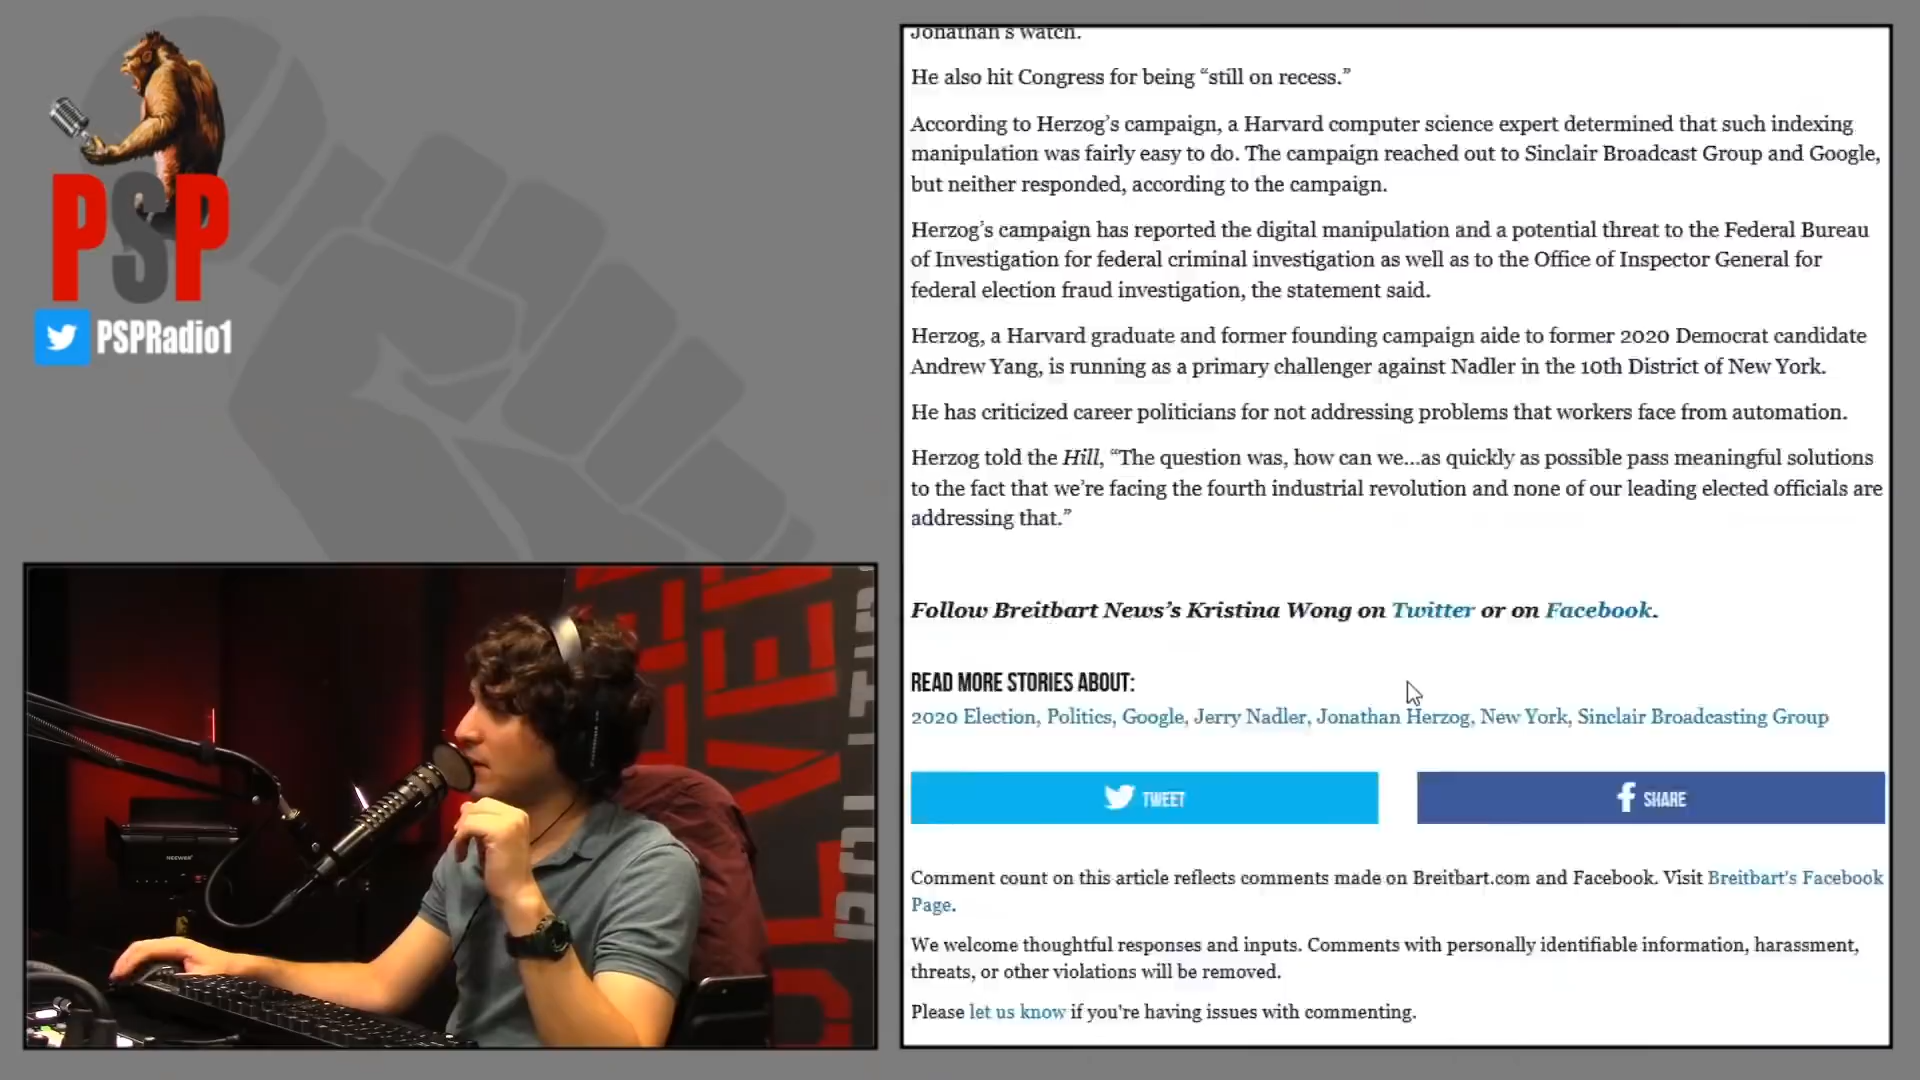 PSP
PSPRadio1
Jonathan's watch.
He also hit Congress for being “still on recess.”
According to Herzog’s campaign, a Harvard computer science expert determined that such indexing
manipulation was fairly easy to do. The campaign reached out to Sinclair Broadcast Group and Google,
but neither responded, according to the campaign.
Herzog’s campaign has reported the digital manipulation and a potential threat to the Federal Bureau
of Investigation for federal criminal investigation as well as to the Office of Inspector General for
federal election fraud investigation, the statement said.
Herzog, a Harvard graduate and former founding campaign aide to former 2020 Democrat candidate
Andrew Yang, is running as a primary challenger against Nadler in the 10th District of New York.
He has criticized career politicians for not addressing problems that workers face from automation.
Herzog told the Hill, “The question was, how can we...as quickly as possible pass meaningful solutions
to the fact that we’re facing the fourth industrial revolution and none of our leading elected officials are
addressing that.”
Follow Breitbart News’s Kristina Wong on Twitter or on Facebook.
READ MORE STORIES ABOUT:
2020 Election, Politics, Google, Jerry Nadler, Jonathan Herzog, New York, Sinclair Broadcasting Group
TWEET
SHARE
Comment count on this article reflects comments made on Breitbart.com and Facebook. Visit Breitbart's Facebook
Page.
We welcome thoughtful responses and inputs. Comments with personally identifiable information, harassment,
threats, or other violations will be removed.
Please let us know if you're having issues with commenting.
NEEWER